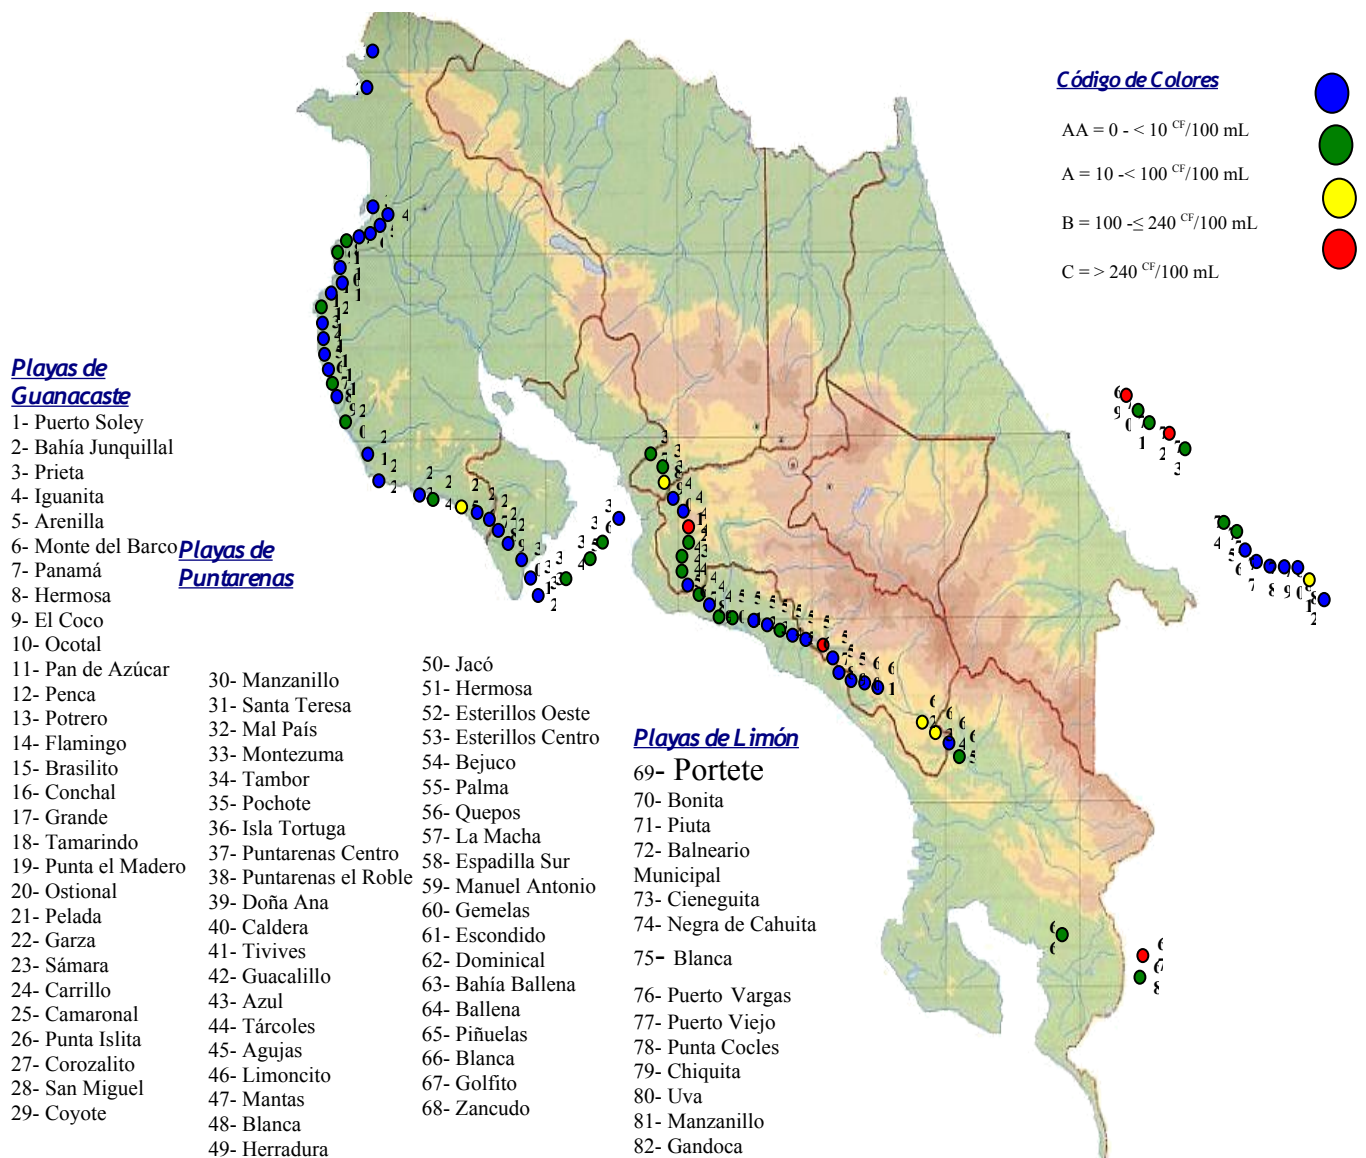 Código de Colores
AA = 0 - < 10 CF/100 mL
A = 10 -< 100 CF/100 mL
B = 100 -≤ 240 CF/100 mL
C = > 240 CF/100 mL
Playas de
Guanacaste
1- Puerto Soley
2- Bahía Junquillal
3- Prieta
4- Iguanita
5- Arenilla
6- Monte del Barco
7- Panamá
8- Hermosa
9- El Coco
10- Ocotal
11- Pan de Azúcar
12- Penca
13- Potrero
14- Flamingo
15- Brasilito
16- Conchal
17- Grande
18- Tamarindo
19- Punta el Madero
20- Ostional
21- Pelada
22- Garza
23- Sámara
24- Carrillo
25- Camaronal
26- Punta Islita
27- Corozalito
28- San Miguel
29- Coyote
Playas de
Puntarenas
30- Manzanillo
31- Santa Teresa
32- Mal País
33- Montezuma
34- Tambor
35- Pochote
36- Isla Tortuga
37- Puntarenas Centro
38- Puntarenas el Roble
39- Doña Ana
40- Caldera
41- Tivives
42- Guacalillo
43- Azul
44- Tárcoles
45- Agujas
46- Limoncito
47- Mantas
48- Blanca
49- Herradura
50- Jacó
51- Hermosa
52- Esterillos Oeste
53- Esterillos Centro
54- Bejuco
55- Palma
56- Quepos
57- La Macha
58- Espadilla Sur
59- Manuel Antonio
60- Gemelas
61- Escondido
62- Dominical
63- Bahía Ballena
64- Ballena
65- Piñuelas
66- Blanca
67- Golfito
68- Zancudo
Playas de Limón
69- Portete
70- Bonita
71- Piuta
72- Balneario
Municipal
73- Cieneguita
74- Negra de Cahuita
75- Blanca
76- Puerto Vargas
77- Puerto Viejo
78- Punta Cocles
79- Chiquita
80- Uva
81- Manzanillo
82- Gandoca